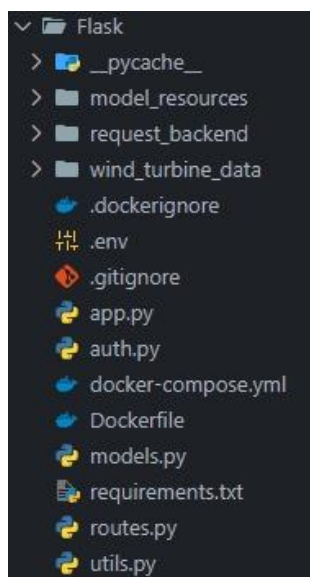 Flask
__pycache__
model_resources
request_backend
wind_turbine_data
.dockerignore
.env
.gitignore
app.py
auth.py
docker-compose.yml
Dockerfile
models.py
requirements.txt
routes.py
utils.py